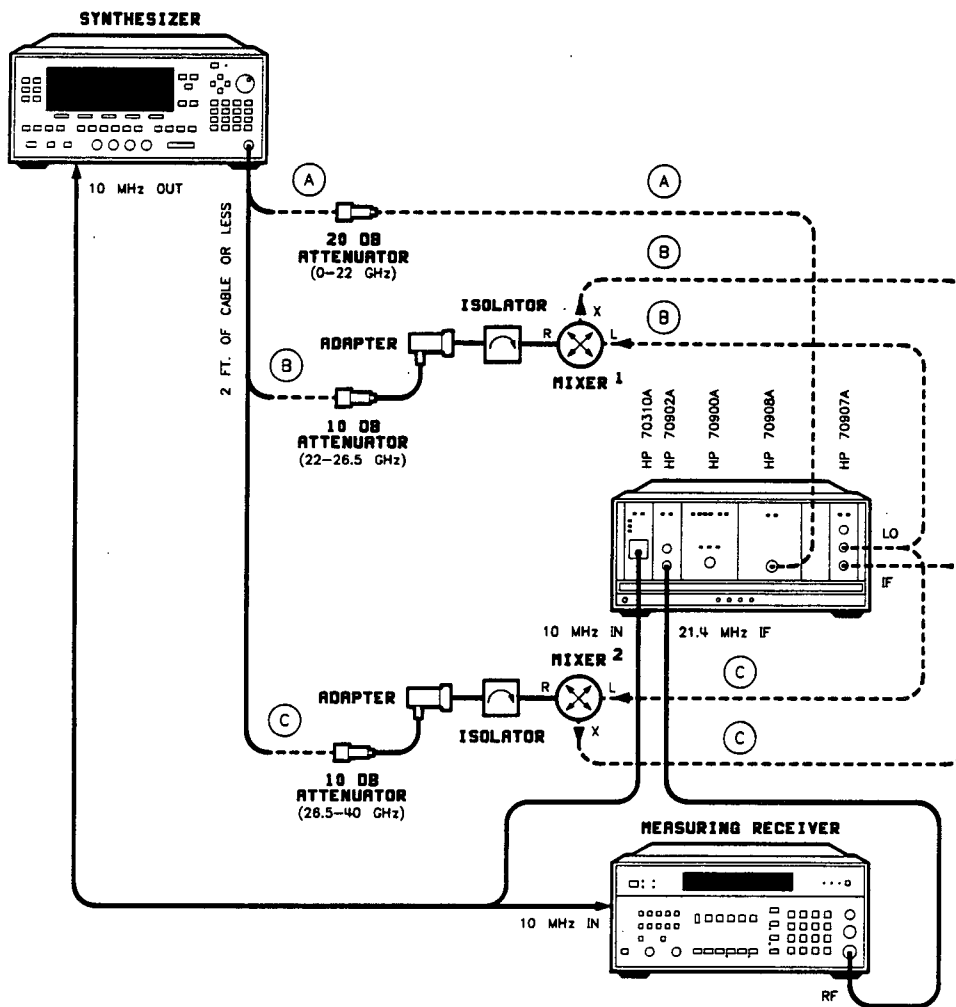 SYNTHESIZER
10 MHz OUT
2 FT. OF CABLE OR LESS
A
A
20 DB
ATTENUATOR
(0-22 GHz)
B
ISOLATOR
X
B
ADAPTER
R
L
MIXER 1
B
10 DB
ATTENUATOR
(22-26.5 GHz)
HP 70310A
HP 70902A
HP 70900A
HP 70908A
HP 70907A
LO
IF
10 MHz IN
21.4 MHz IF
MIXER 2
C
ADAPTER
R
L
C
ISOLATOR
X
C
10 DB
ATTENUATOR
(26.5-40 GHz)
MEASURING RECEIVER
10 MHz IN
RF